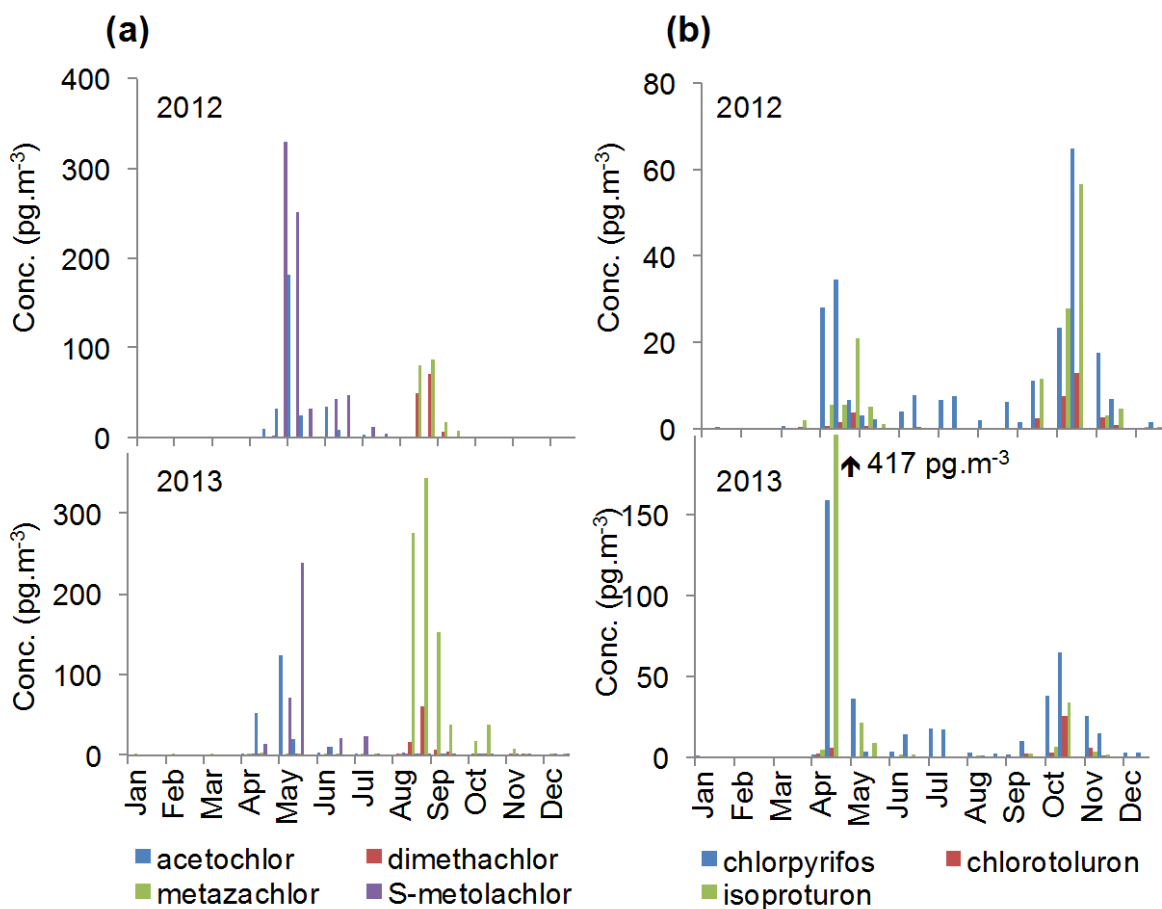 (a)
Conc. (pg.m-3)
400
300
200
100
0
2012
Conc. (pg.m-3)
300
200
100
0
2013
Jan Feb Mar Apr May Jun Jul Aug Sep Oct Nov Dec
acetochlor dimethachlor
metazachlor S-metolachlor
(b)
Conc. (pg.m-3)
80
60
40
20
0
2012
Conc. (pg.m-3)
150
100
50
0
2013
↑ 417 pg.m-3
Jan Feb Mar Apr May Jun Jul Aug Sep Oct Nov Dec
chlorpyrifos chlorotoluron
isoproturon